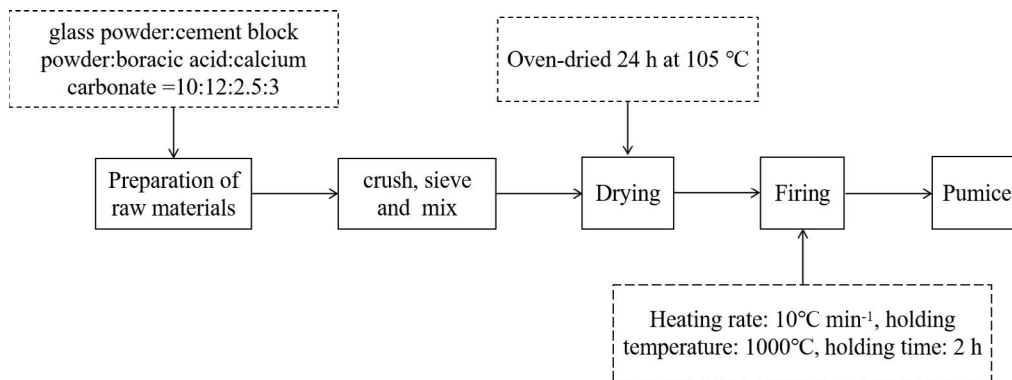 glass powder:cement block
powder:boracic acid:calcium
carbonate =10:12:2.5:3
Oven-dried 24 h at 105 ℃
Preparation of
raw materials
crush, sieve
and mix
Drying
Firing
Pumice
Heating rate: 10℃ min⁻¹, holding
temperature: 1000℃, holding time: 2 h